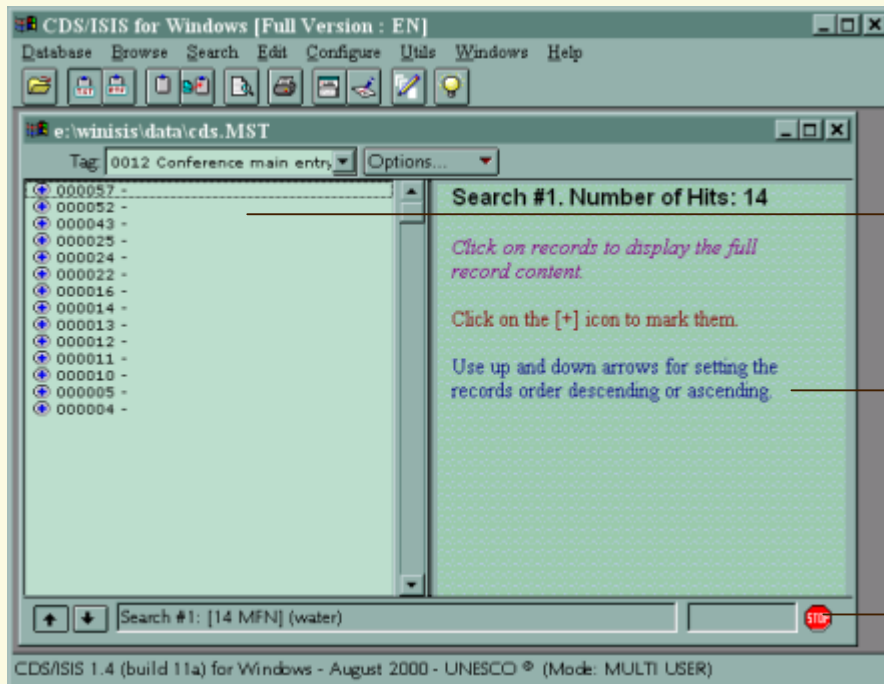 CDS/ISIS for Windows [Full Version : EN]
Database Browse Search Edit Configure Utils Windows Help
e:\winisis\data\cds.MST
Tag: 0012 Conference main entry Options...
000057 -
000052 -
000043 -
000025 -
000024 -
000022 -
000016 -
000014 -
000013 -
000012 -
000011 -
000010 -
000005 -
000004 -
Search #1. Number of Hits: 14
Click on records to display the full
record content.
Click on the [+] icon to mark them.
Use up and down arrows for setting the
records order descending or ascending.
Search #1: [14 MFN] (water)
STOP
CDS/ISIS 1.4 (build 11a) for Windows - August 2000 - UNESCO ® (Mode: MULTI USER)